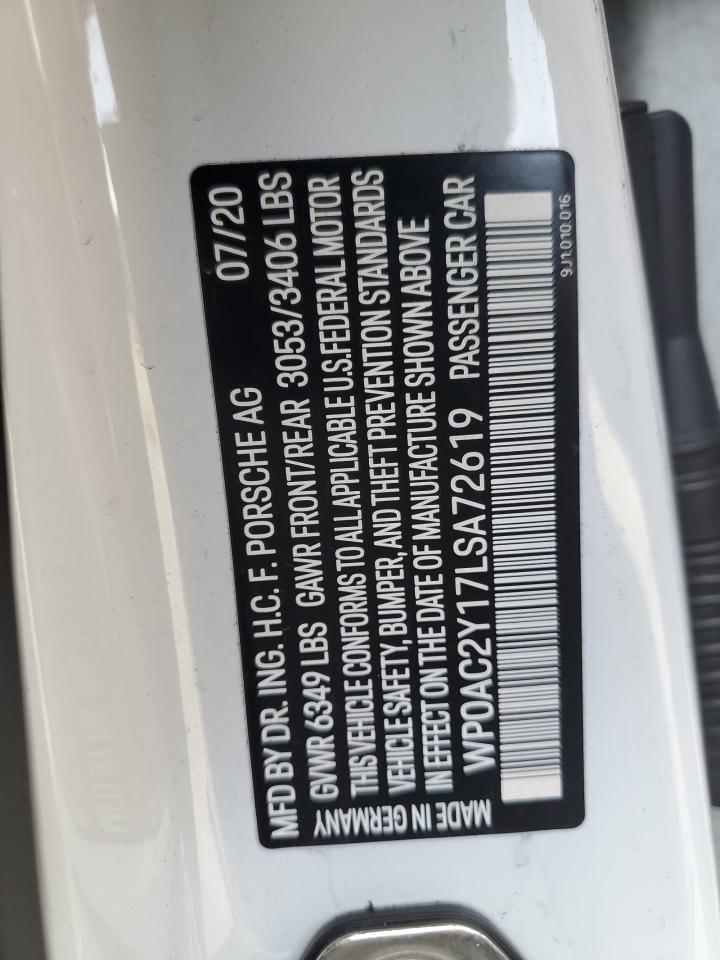 MFD BY DR. ING. H.C. F. PORSCHE AG 07/20
GVWR 6349 LBS GAWR FRONT/REAR 3053/3406 LBS
THIS VEHICLE CONFORMS TO ALL APPLICABLE U.S.FEDERAL MOTOR
VEHICLE SAFETY, BUMPER, AND THEFT PREVENTION STANDARDS
IN EFFECT ON THE DATE OF MANUFACTURE SHOWN ABOVE
WP0AC2Y17LSA72619 PASSENGER CAR
MADE IN GERMANY
9J1.010.016